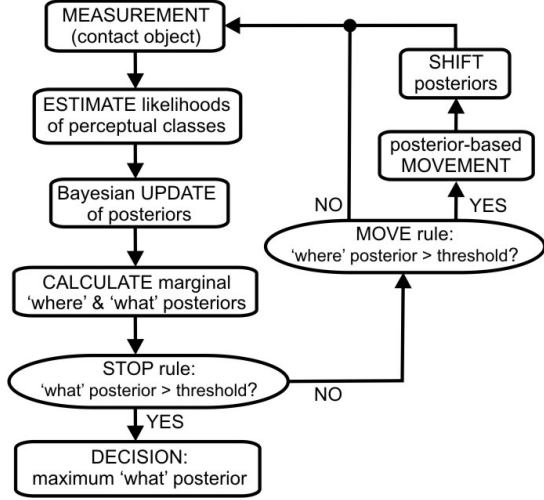 MEASUREMENT
(contact object)
ESTIMATE likelihoods
of perceptual classes
Bayesian UPDATE
of posteriors
CALCULATE marginal
‘where’ & ‘what’ posteriors
STOP rule:
‘what’ posterior > threshold?
YES
NO
DECISION:
maximum ‘what’ posterior
MOVE rule:
‘where’ posterior > threshold?
NO
YES
posterior-based
MOVEMENT
SHIFT
posteriors